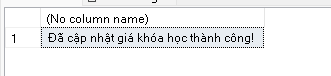 (No column name)
1 Đã cập nhật giá khóa học thành công!